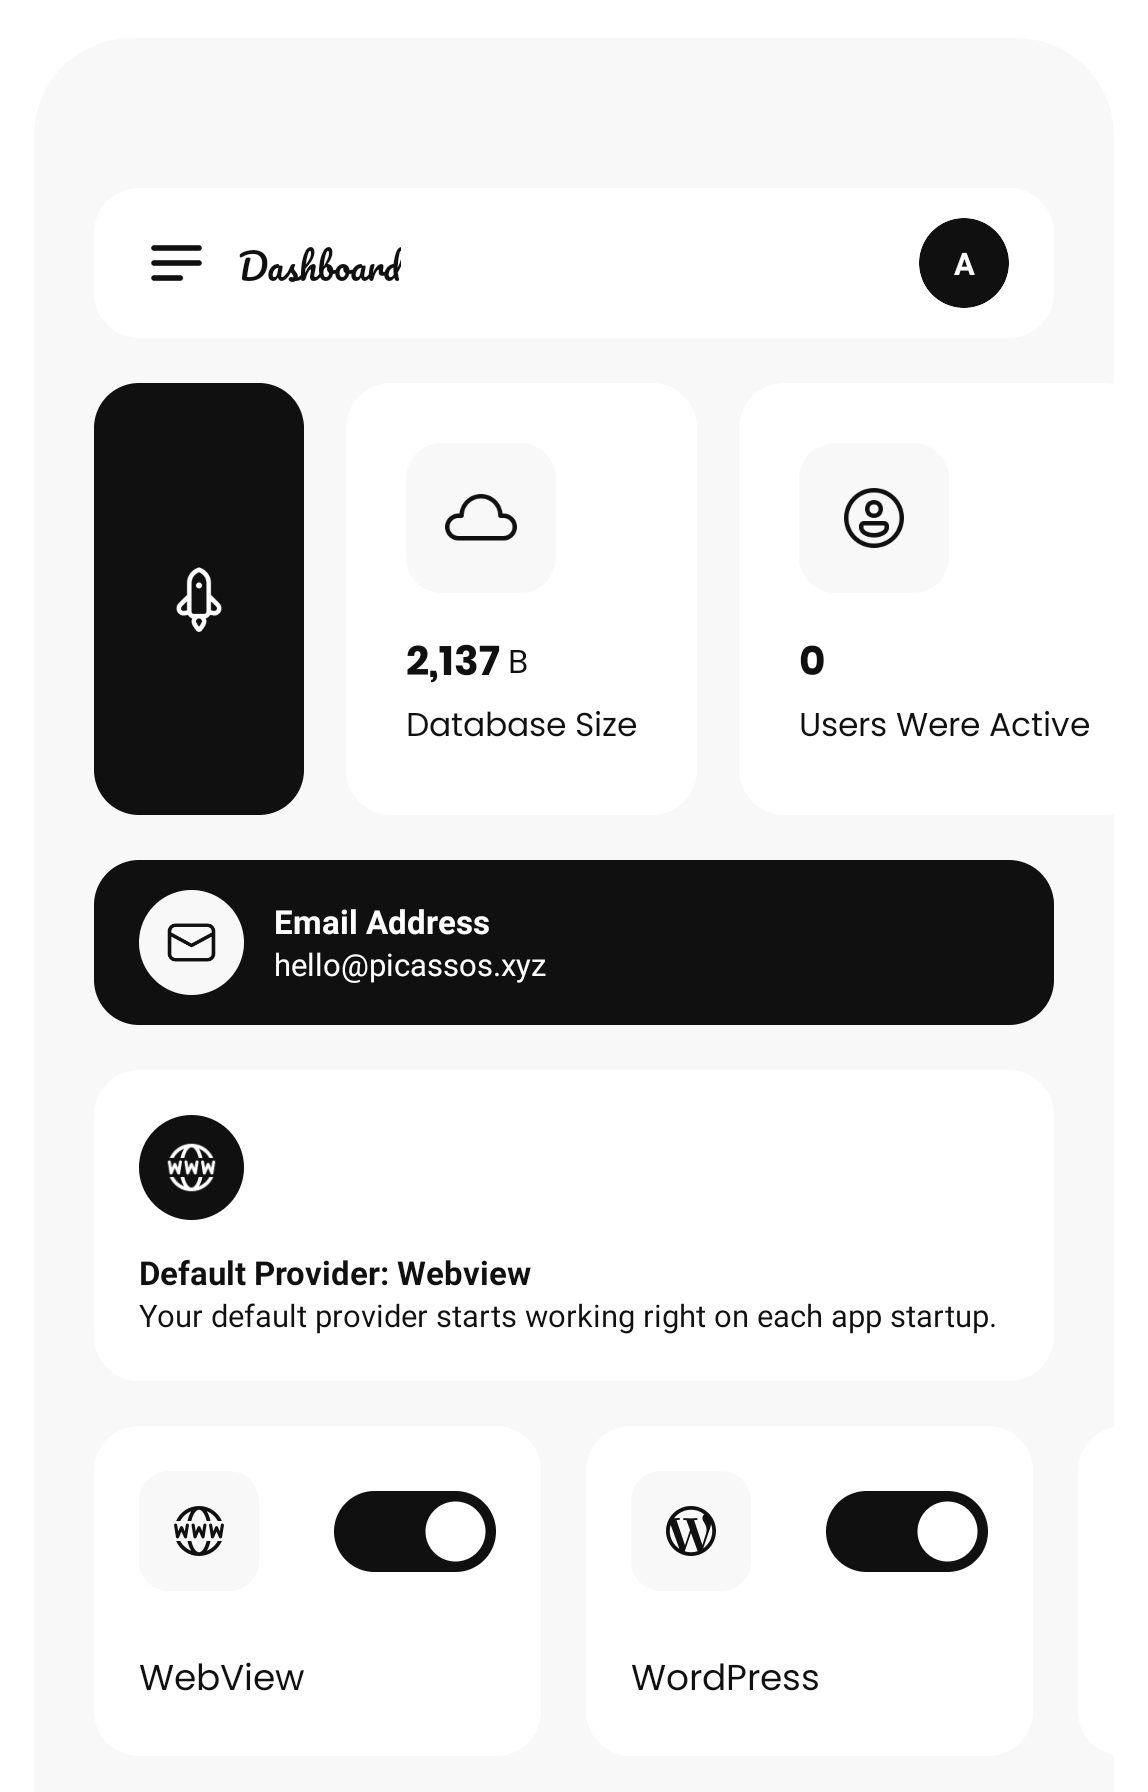 Dashboard
A
2,137 B
Database Size
0
Users Were Active
Email Address
hello@picassos.xyz
WWW
Default Provider: Webview
Your default provider starts working right on each app startup.
WWW
W
WebView
WordPress